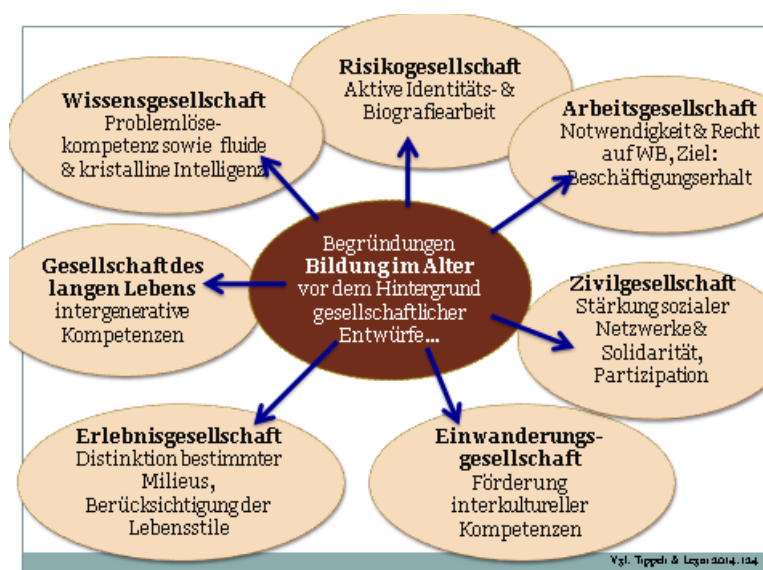 Risikogesellschaft
Aktive Identitäts- &
Biografiearbeit
Wissensgesellschaft
Problemlöse-
kompetenz sowie fluide
& kristalline Intelligenz
Arbeitsgesellschaft
Notwendigkeit & Recht
auf WB, Ziel:
Beschäftigungserhalt
Begründungen
Bildung im Alter
vor dem Hintergrund
gesellschaftlicher
Entwürfe...
Gesellschaft des
langen Lebens
intergenerative
Kompetenzen
Zivilgesellschaft
Stärkung sozialer
Netzwerke &
Solidarität,
Partizipation
Erlebnisgesellschaft
Distinktion bestimmter
Milieus,
Berücksichtigung der
Lebensstile
Einwanderungs-
gesellschaft
Förderung
interkultureller
Kompetenzen
Vgl. Tippelt & 2014, 124